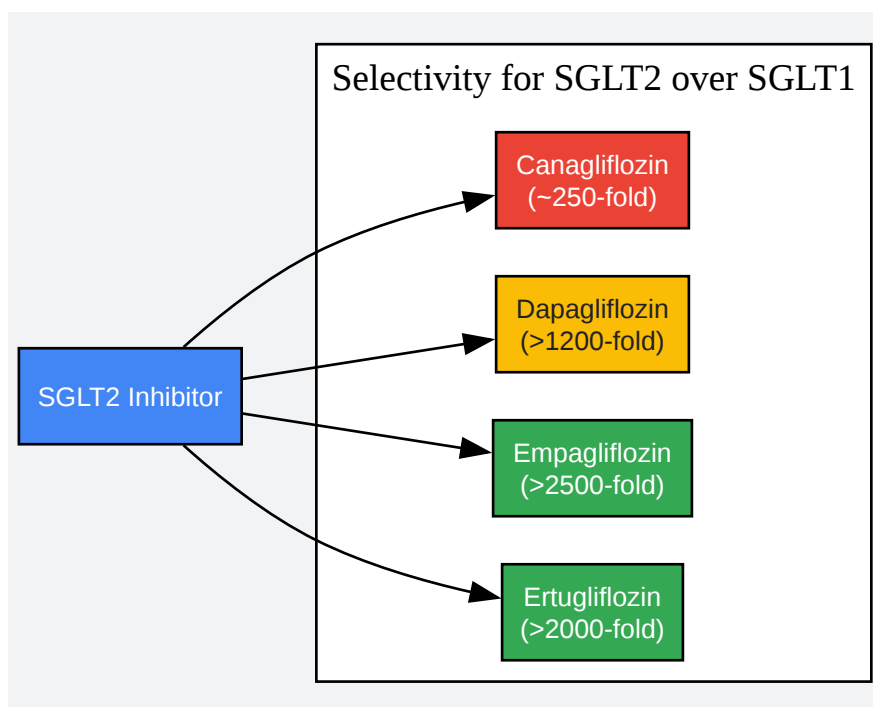 Selectivity for SGLT2 over SGLT1
Canagliflozin
(~250-fold)
Dapagliflozin
(>1200-fold)
SGLT2 Inhibitor
Empagliflozin
(>2500-fold)
Ertugliflozin
(>2000-fold)